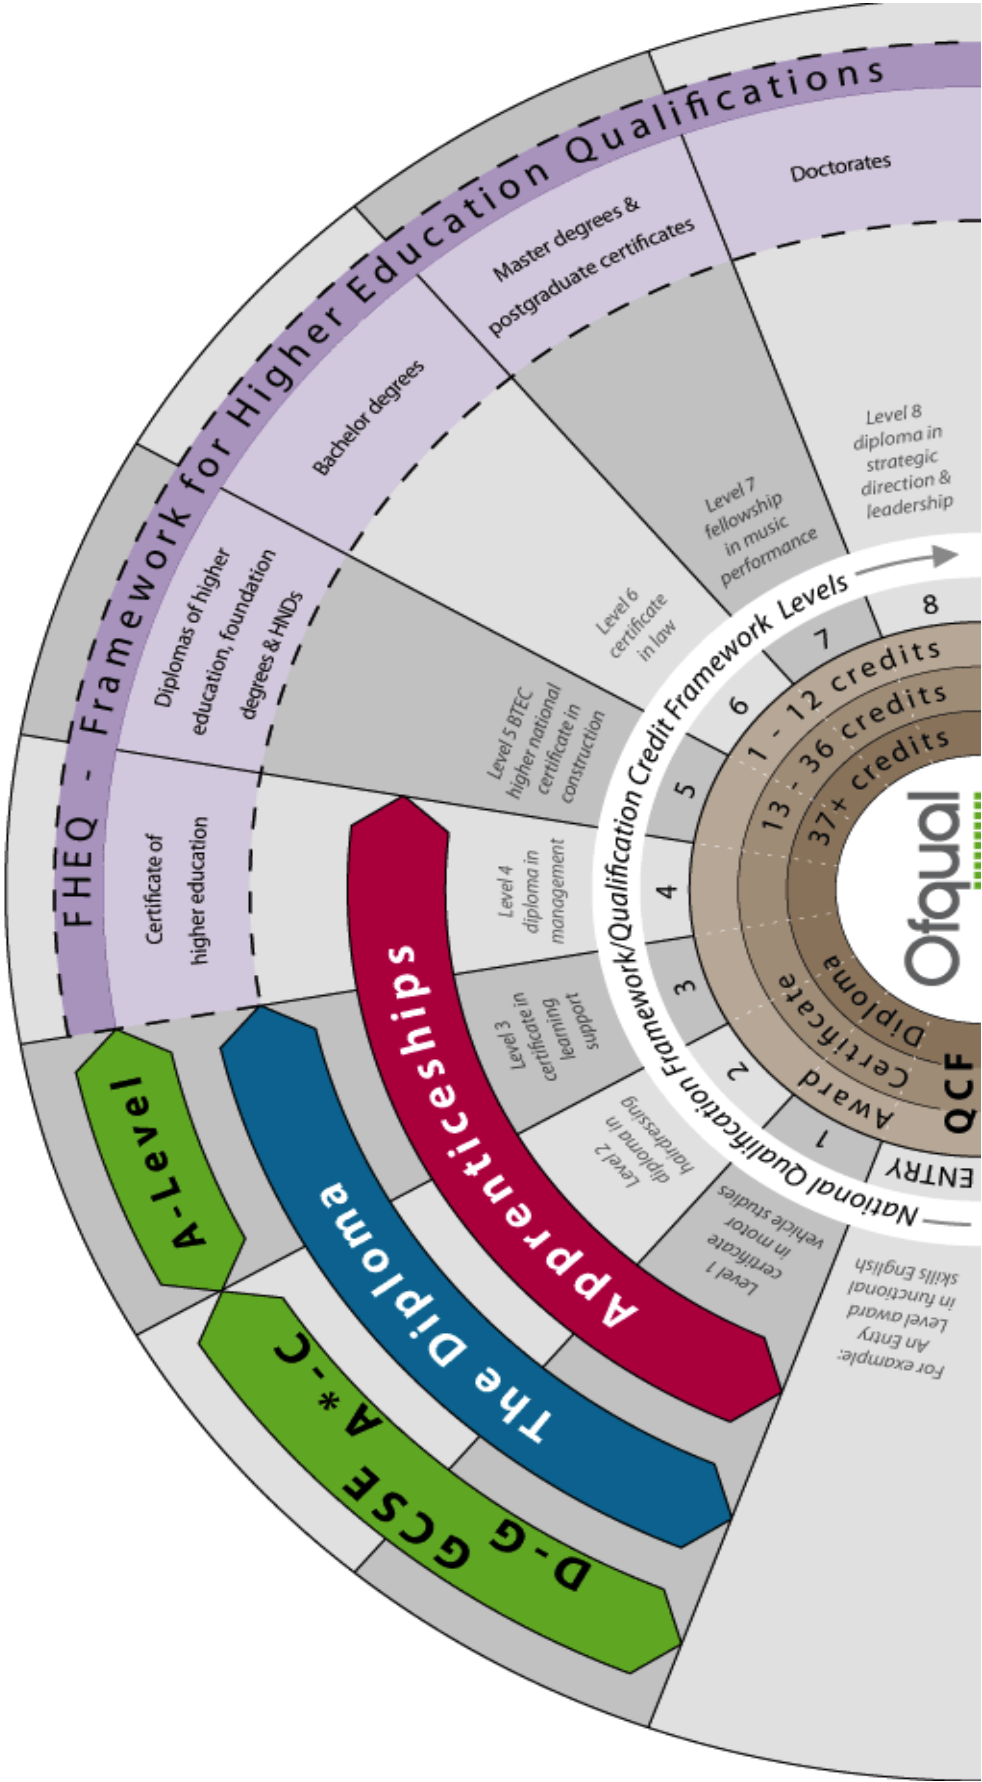 FHEQ - Framework for Higher Education Qualifications
Certificate of
higher education
Diplomas of higher
education, foundation
degrees & HNDs
Bachelor degrees
Master degrees &
postgraduate certificates
Doctorates
A-Level
GCSE A*-C
D-G
The Diploma
Apprenticeships
For example:
An Entry
Level award
in functional
skills English
Level 1
certificate
in motor
vehicle studies
Level 2
diploma in
hairdressing
Level 3
certificate in
learning
support
Level 4
diploma in
management
Level 5 BTEC
higher national
certificate in
construction
Level 6
certificate
in law
Level 7
fellowship
in music
performance
Level 8
diploma in
strategic
direction &
leadership
National Qualification Framework/Qualification Credit Framework Levels
ENTRY
1
2
3
4
5
6
7
8
QCF
Award
1 - 12 credits
Certificate
13 - 36 credits
Diploma
37+ credits
Ofqual